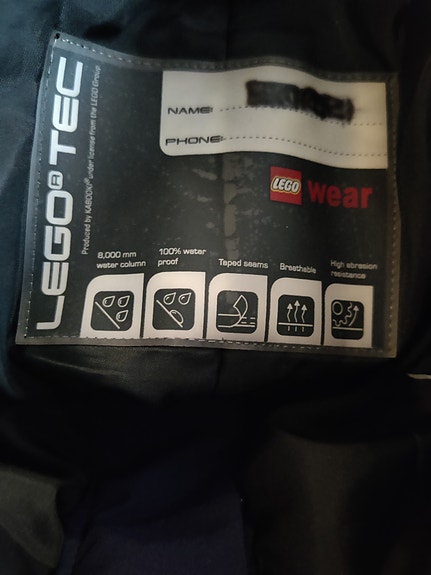 LEGO®TEC
Produced by KABOOKI® under license from the LEGO Group
NAME:
PHONE:
LEGO wear
8,000 mm
water column
100% water
proof
Taped seams
Breathable
High abrasion
resistance